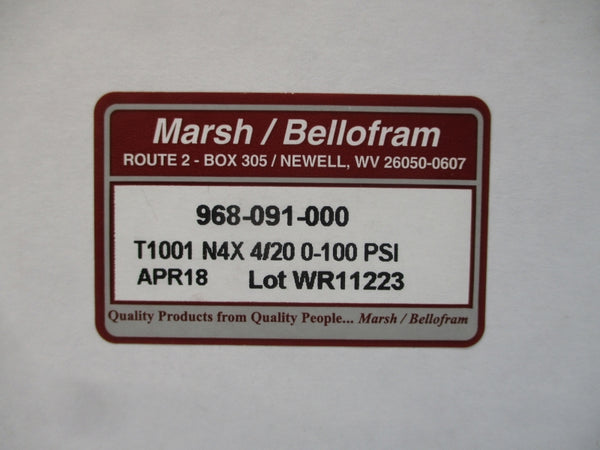 Marsh / Bellofram
ROUTE 2 - BOX 305 / NEWELL, WV 26050-0607
968-091-000
T1001 N4X 4/20 0-100 PSI
APR18 Lot WR11223
Quality Products from Quality People... Marsh / Bellofram